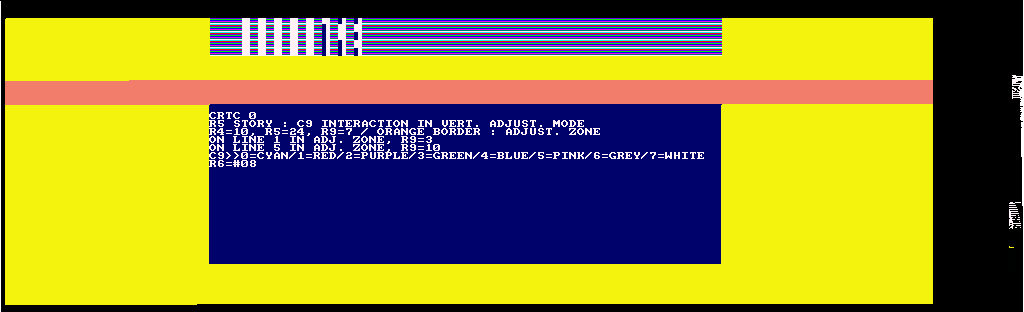 CRTC 0
R5 STORY : C9 INTERACTION IN VERT. ADJUST. MODE
R4=10, R5=24, R9=7 / ORANGE BORDER : ADJUST. ZONE
ON LINE 1 IN ADJ. ZONE, R9=3
ON LINE 5 IN ADJ. ZONE, R9=10
C9>>0=CYAN/1=RED/2=PURPLE/3=GREEN/4=BLUE/5=PINK/6=GREY/7=WHITE
R6=#08